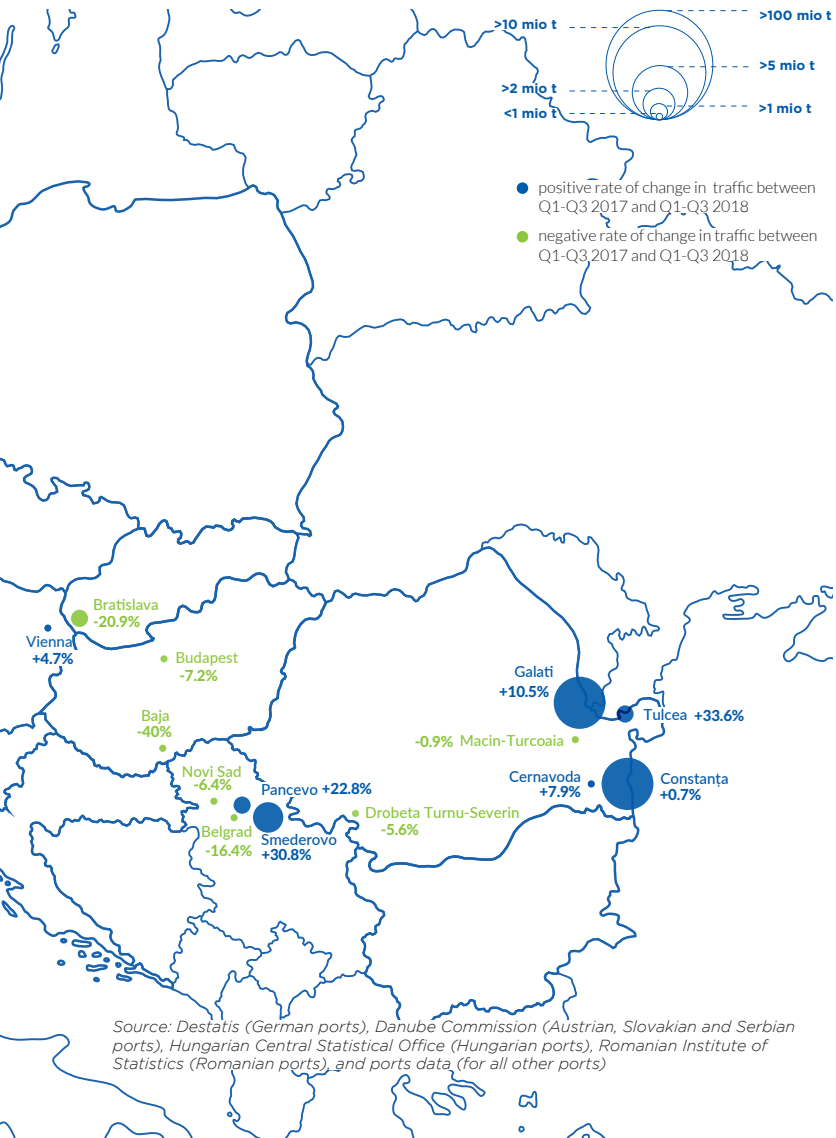 >10 mio t
>100 mio t
>5 mio t
>2 mio t
>1 mio t
<1 mio t
positive rate of change in traffic between
Q1-Q3 2017 and Q1-Q3 2018
negative rate of change in traffic between
Q1-Q3 2017 and Q1-Q3 2018
Bratislava
-20.9%
Vienna
+4.7%
Budapest
-7.2%
Galati
+10.5%
Tulcea +33.6%
Baja
-40%
-0.9% Macin-Turcoaia
Novi Sad
-6.4%
Pancevo +22.8%
Cernavoda
+7.9%
Constanța
+0.7%
Drobeta Turnu-Severin
-5.6%
Belgrad
-16.4%
Smederovo
+30.8%
Source: Destatis (German ports), Danube Commission (Austrian, Slovakian and Serbian
ports), Hungarian Central Statistical Office (Hungarian ports), Romanian Institute of
Statistics (Romanian ports), and ports data (for all other ports)